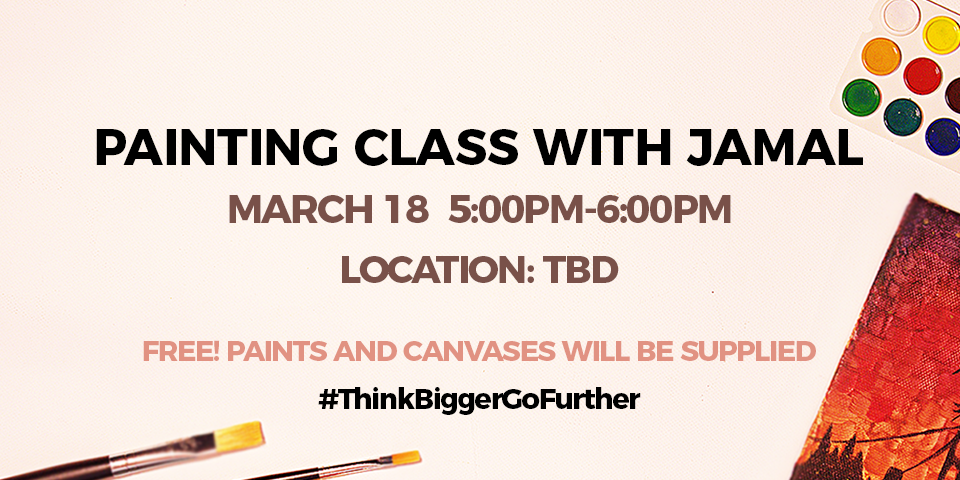 PAINTING CLASS WITH JAMAL
MARCH 18 5:00PM-6:00PM
LOCATION: TBD
FREE! PAINTS AND CANVASES WILL BE SUPPLIED
#ThinkBiggerGoFurther